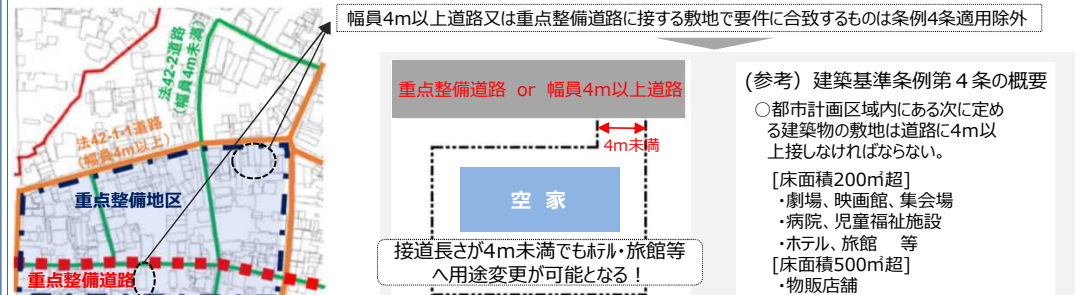 幅員4m以上道路又は重点整備道路に接する敷地で要件に合致するものは条例4条適用除外
法42-2道路
(幅員4m未満)
法42-1-1道路
(幅員4m以上)
重点整備地区
重点整備道路
重点整備道路 or 幅員4m以上道路
4m未満
空 家
接道長さが4m未満でもホテル・旅館等
へ用途変更が可能となる！
(参考) 建築基準条例第４条の概要
○都市計画区域内にある次に定め
る建築物の敷地は道路に4m以
上接しなければならない。
[床面積200㎡超]
・劇場、映画館、集会場
・病院、児童福祉施設
・ホテル、旅館 等
[床面積500㎡超]
・物販店舗